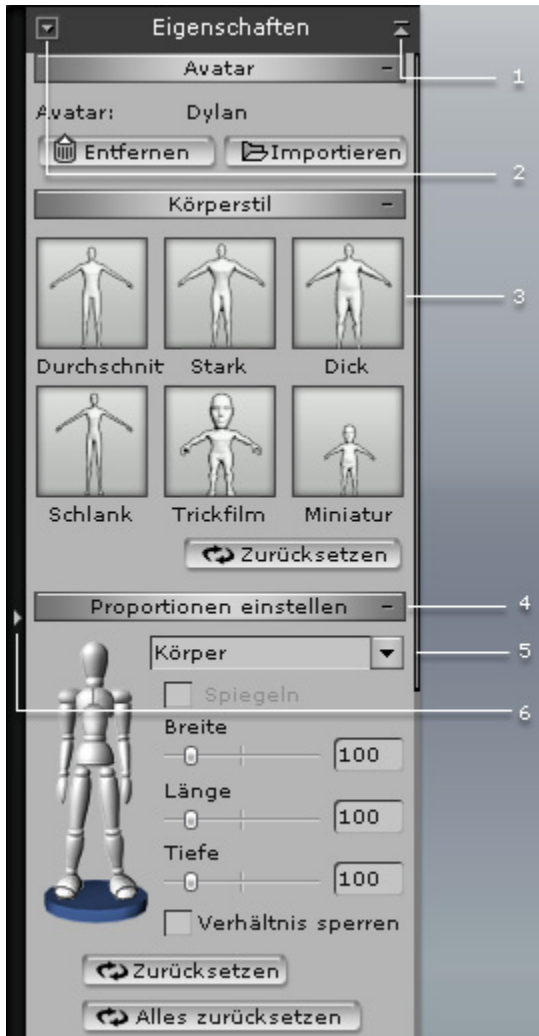 Eigenschaften
Avatar
1
Avatar: Dylan
Entfernen Importieren
2
Körperstil
3
Durchschnit Stark Dick
Schlank Trickfilm Miniatur
Zurücksetzen
Proportionen einstellen
4
Körper
5
Spiegeln
6
Breite
100
Länge
100
Tiefe
100
Verhältnis sperren
Zurücksetzen
Alles zurücksetzen